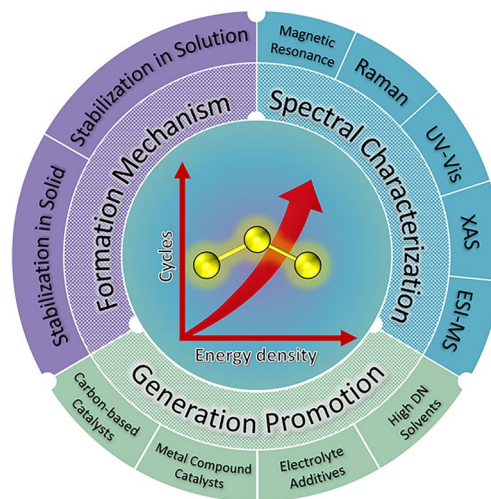 Stabilization in Solution
Stabilization in Solid
Formation Mechanism
Magnetic
Resonance
Raman
UV-Vis
XAS
ESI-MS
Spectral Characterization
Cycles
Energy density
Generation Promotion
Carbon-based
Catalysts
Metal Compound
Catalysts
Electrolyte
Additives
High DN
Solvents